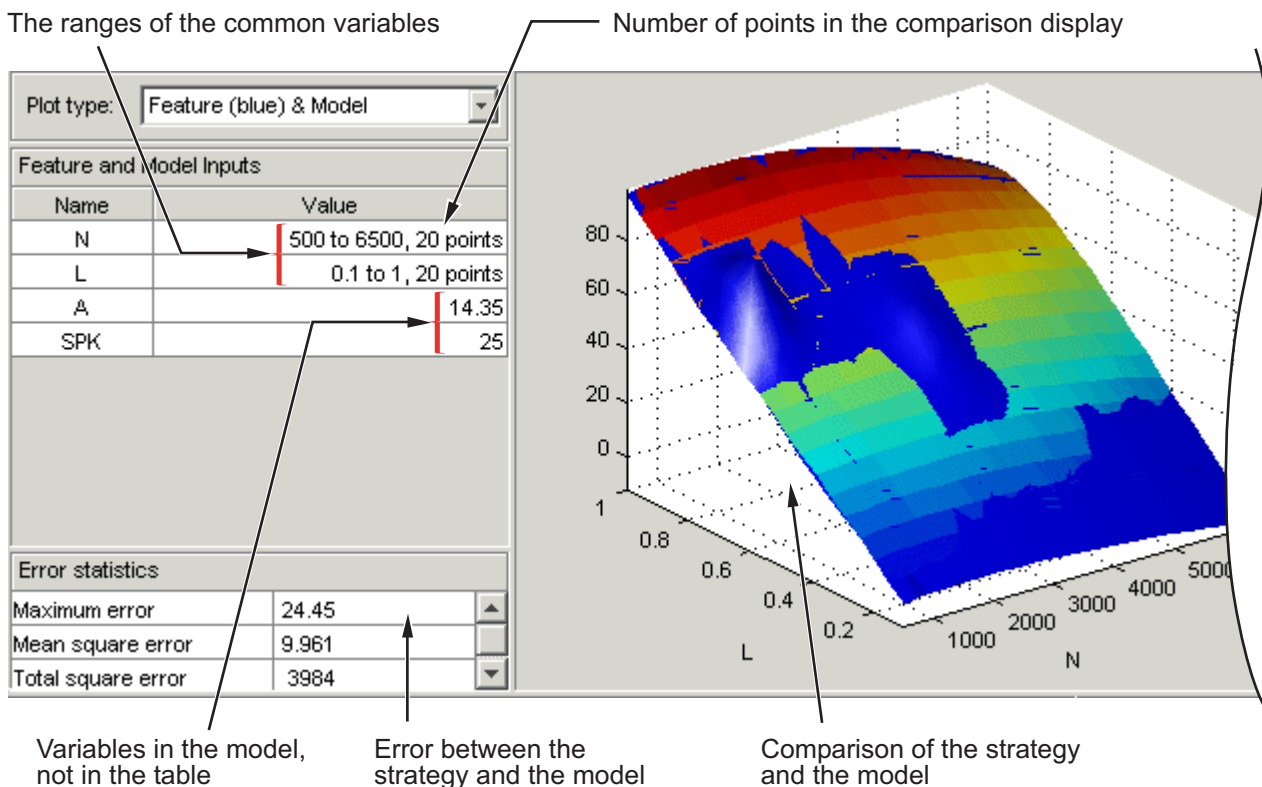 The ranges of the common variables
Number of points in the comparison display
Plot type: Feature (blue) & Model
Feature and Model Inputs
Name Value
N 500 to 6500, 20 points
L 0.1 to 1, 20 points
A 14.35
SPK 25
Error statistics
Maximum error 24.45
Mean square error 9.961
Total square error 3984
80
60
40
20
0
1
0.8
0.6
0.4
0.2
L
1000
2000
3000
4000
5000
N
Variables in the model,
not in the table
Error between the
strategy and the model
Comparison of the strategy
and the model